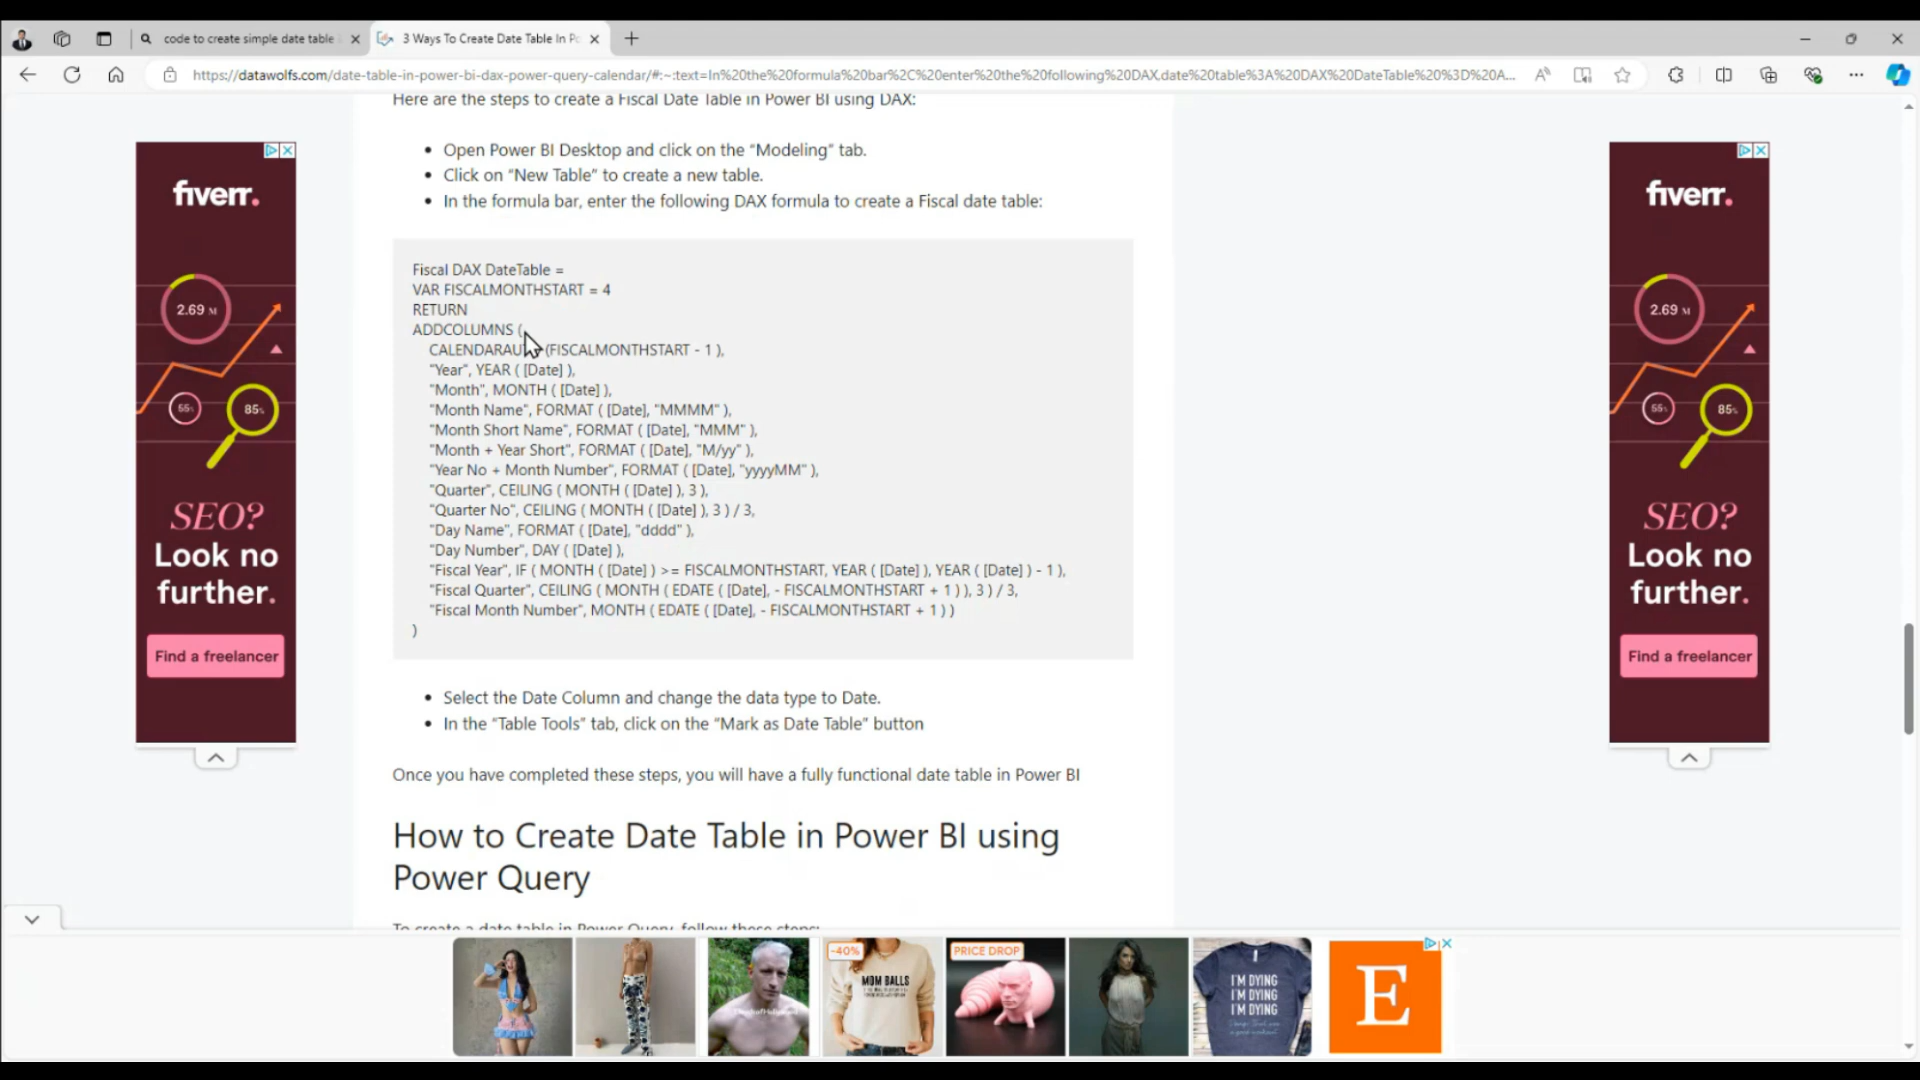 code to create simple date table
3 Ways To Create Date Table In Po
https://datawolfs.com/date-table-in-power-bi-dax-power-query-calendar/#:~:text=In%20the%20formula%20bar%2C%20enter%20the%20following%20DAX.date%20table%3A%20DAX%20DateTable%20%3D%20A...
Here are the steps to create a Fiscal Date Table in Power BI using DAX:
• Open Power BI Desktop and click on the “Modeling” tab.
• Click on “New Table” to create a new table.
• In the formula bar, enter the following DAX formula to create a Fiscal date table:
Fiscal DAX DateTable =
VAR FISCALMONTHSTART = 4
RETURN
ADDCOLUMNS (
CALENDARAU (FISCALMONTHSTART - 1 ),
"Year", YEAR ( [Date] ),
"Month", MONTH ( [Date] ),
"Month Name", FORMAT ( [Date], "MMMM" ),
"Month Short Name", FORMAT ( [Date], "MMM" ),
"Month + Year Short", FORMAT ( [Date], "M/yy" ),
"Year No + Month Number", FORMAT ( [Date], "yyyyMM" ),
"Quarter", CEILING ( MONTH ( [Date] ), 3 ),
"Quarter No", CEILING ( MONTH ( [Date] ), 3 ) / 3,
"Day Name", FORMAT ( [Date], "dddd" ),
"Day Number", DAY ( [Date] ),
"Fiscal Year", IF ( MONTH ( [Date] ) >= FISCALMONTHSTART, YEAR ( [Date] ), YEAR ( [Date] ) - 1 ),
"Fiscal Quarter", CEILING ( MONTH ( EDATE ( [Date], - FISCALMONTHSTART + 1 ) ), 3 ) / 3,
"Fiscal Month Number", MONTH ( EDATE ( [Date], - FISCALMONTHSTART + 1 ) )
)
• Select the Date Column and change the data type to Date.
• In the “Table Tools” tab, click on the “Mark as Date Table” button
Once you have completed these steps, you will have a fully functional date table in Power BI
How to Create Date Table in Power BI using
Power Query
To create a date table in Power Query, follow these steps:
fiverr.
2.69 M
55%
85%
SEO?
Look no
further.
Find a freelancer
fiverr.
2.69 M
55%
85%
SEO?
Look no
further.
Find a freelancer
-40%
MOM BALLS
PRICE DROP
I'M DYING
I'M DYING
I'M DYING
E